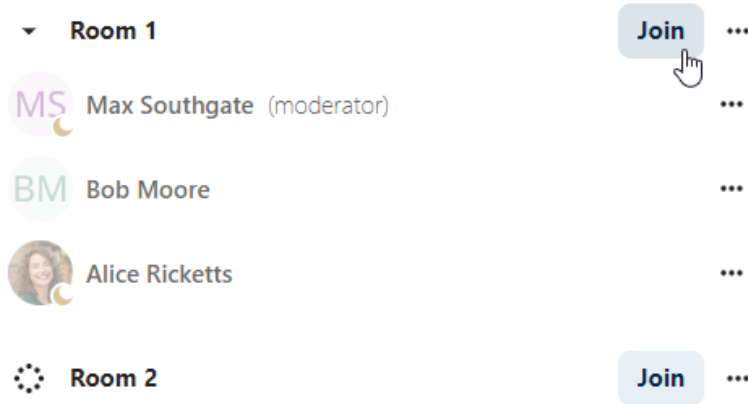 Room 1 Join
MS Max Southgate (moderator)
BM Bob Moore
Alice Ricketts
Room 2 Join